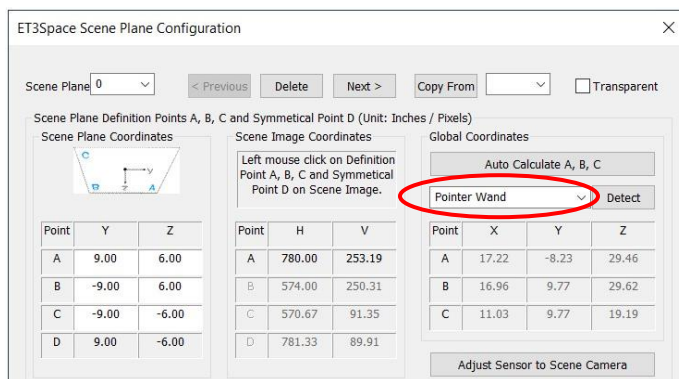 ET3Space Scene Plane Configuration
Scene Plane 0 < Previous Delete Next > Copy From Transparent
Scene Plane Definition Points A, B, C and Symmetical Point D (Unit: Inches / Pixels)
Scene Plane Coordinates
C
y
B z A
Point Y Z
A 9.00 6.00
B -9.00 6.00
C -9.00 -6.00
D 9.00 -6.00
Scene Image Coordinates
Left mouse click on Definition
Point A, B, C and Symmetical
Point D on Scene Image.
Point H V
A 780.00 253.19
B 574.00 250.31
C 570.67 91.35
D 781.33 89.91
Global Coordinates
Auto Calculate A, B, C
Pointer Wand Detect
Point X Y Z
A 17.22 -8.23 29.46
B 16.96 9.77 29.62
C 11.03 9.77 19.19
Adjust Sensor to Scene Camera